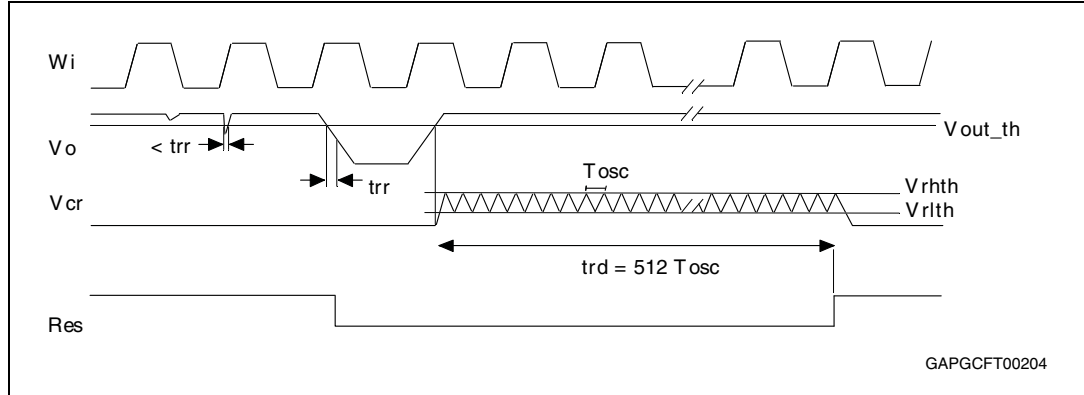 Wi
Vout_th
Vo
< trr
trr
Tosc
Vcr
Vrhth
Vrlth
trd = 512 Tosc
Res
GAPGCFT00204